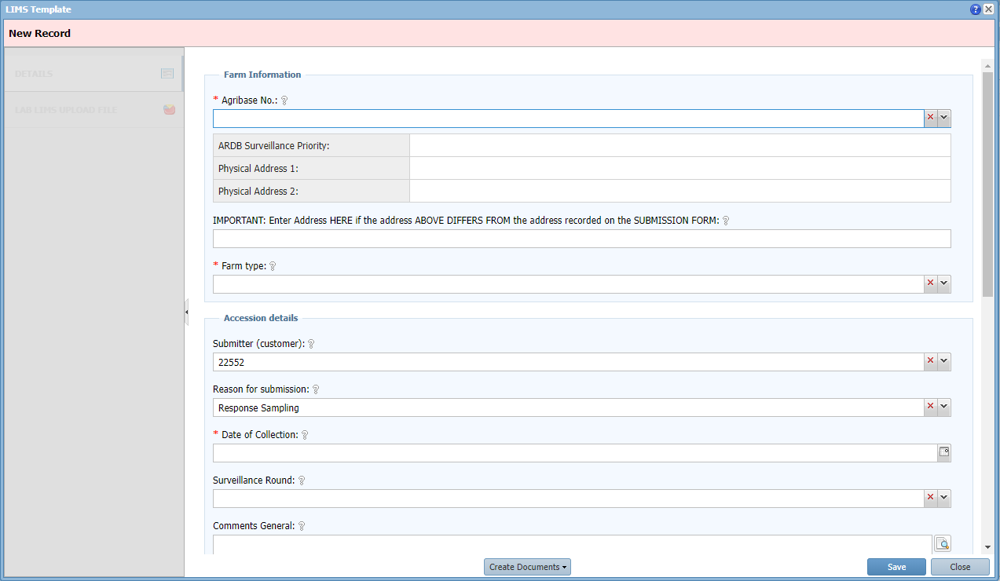 LIMS Template
New Record
DETAILS
LAB LIMS UPLOAD FILE
Farm Information
* Agribase No.: ?
ARDB Surveillance Priority:
Physical Address 1:
Physical Address 2:
IMPORTANT: Enter Address HERE if the address ABOVE DIFFERS FROM the address recorded on the SUBMISSION FORM: ?
* Farm type: ?
Accession details
Submitter (customer): ?
22552
Reason for submission: ?
Response Sampling
* Date of Collection: ?
Surveillance Round: ?
Comments General: ?
Create Documents
Save
Close